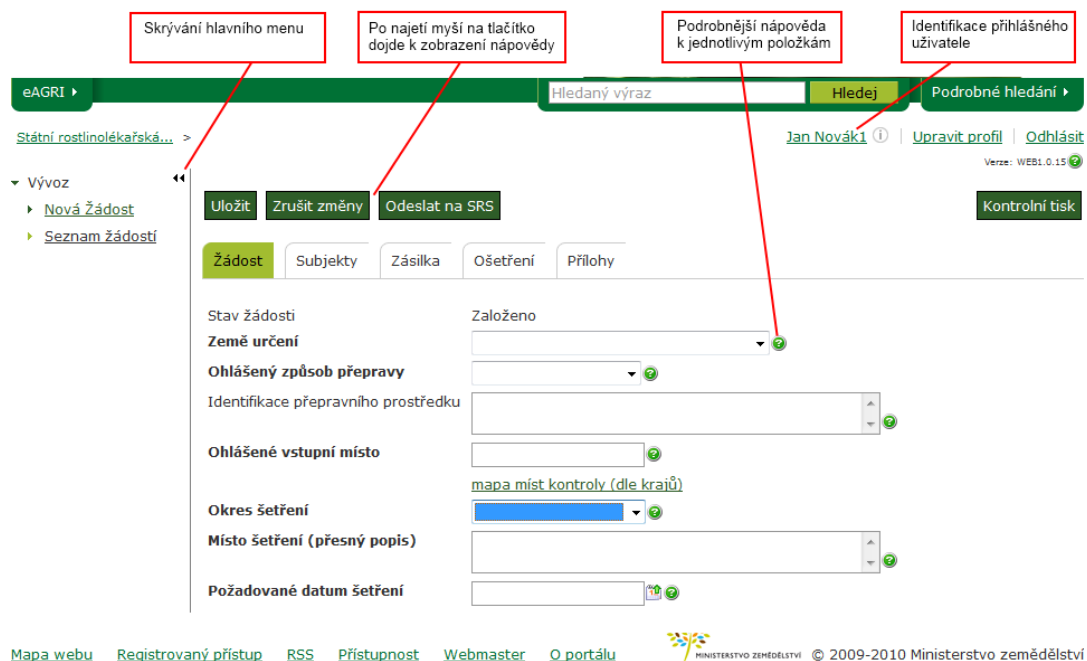 Skrývání hlavního menu
Po najetí myší na tlačítko
dojde k zobrazení nápovědy
Podrobnější nápověda
k jednotlivým položkám
Identifikace přihlášného
uživatele
eAGRI
Hledaný výraz
Hledej
Podrobné hledání
Státní rostlinolékařská... >
Jan Novák1 | Upravit profil | Odhlásit
Verze: WEB1.0.15
Vývoz
Nová Žádost
Seznam žádostí
Uložit
Zrušit změny
Odeslat na SRS
Kontrolní tisk
Žádost
Subjekty
Zásilka
Ošetření
Přílohy
Stav žádosti
Založeno
Země určení
Ohlášený způsob přepravy
Identifikace přepravního prostředku
Ohlášené vstupní místo
mapa míst kontroly (dle krajů)
Okres šetření
Místo šetření (přesný popis)
Požadované datum šetření
Mapa webu
Registrovaný přístup
RSS
Přístupnost
Webmaster
O portálu
MINISTERSTVO ZEMĚDĚLSTVÍ
© 2009-2010 Ministerstvo zemědělství